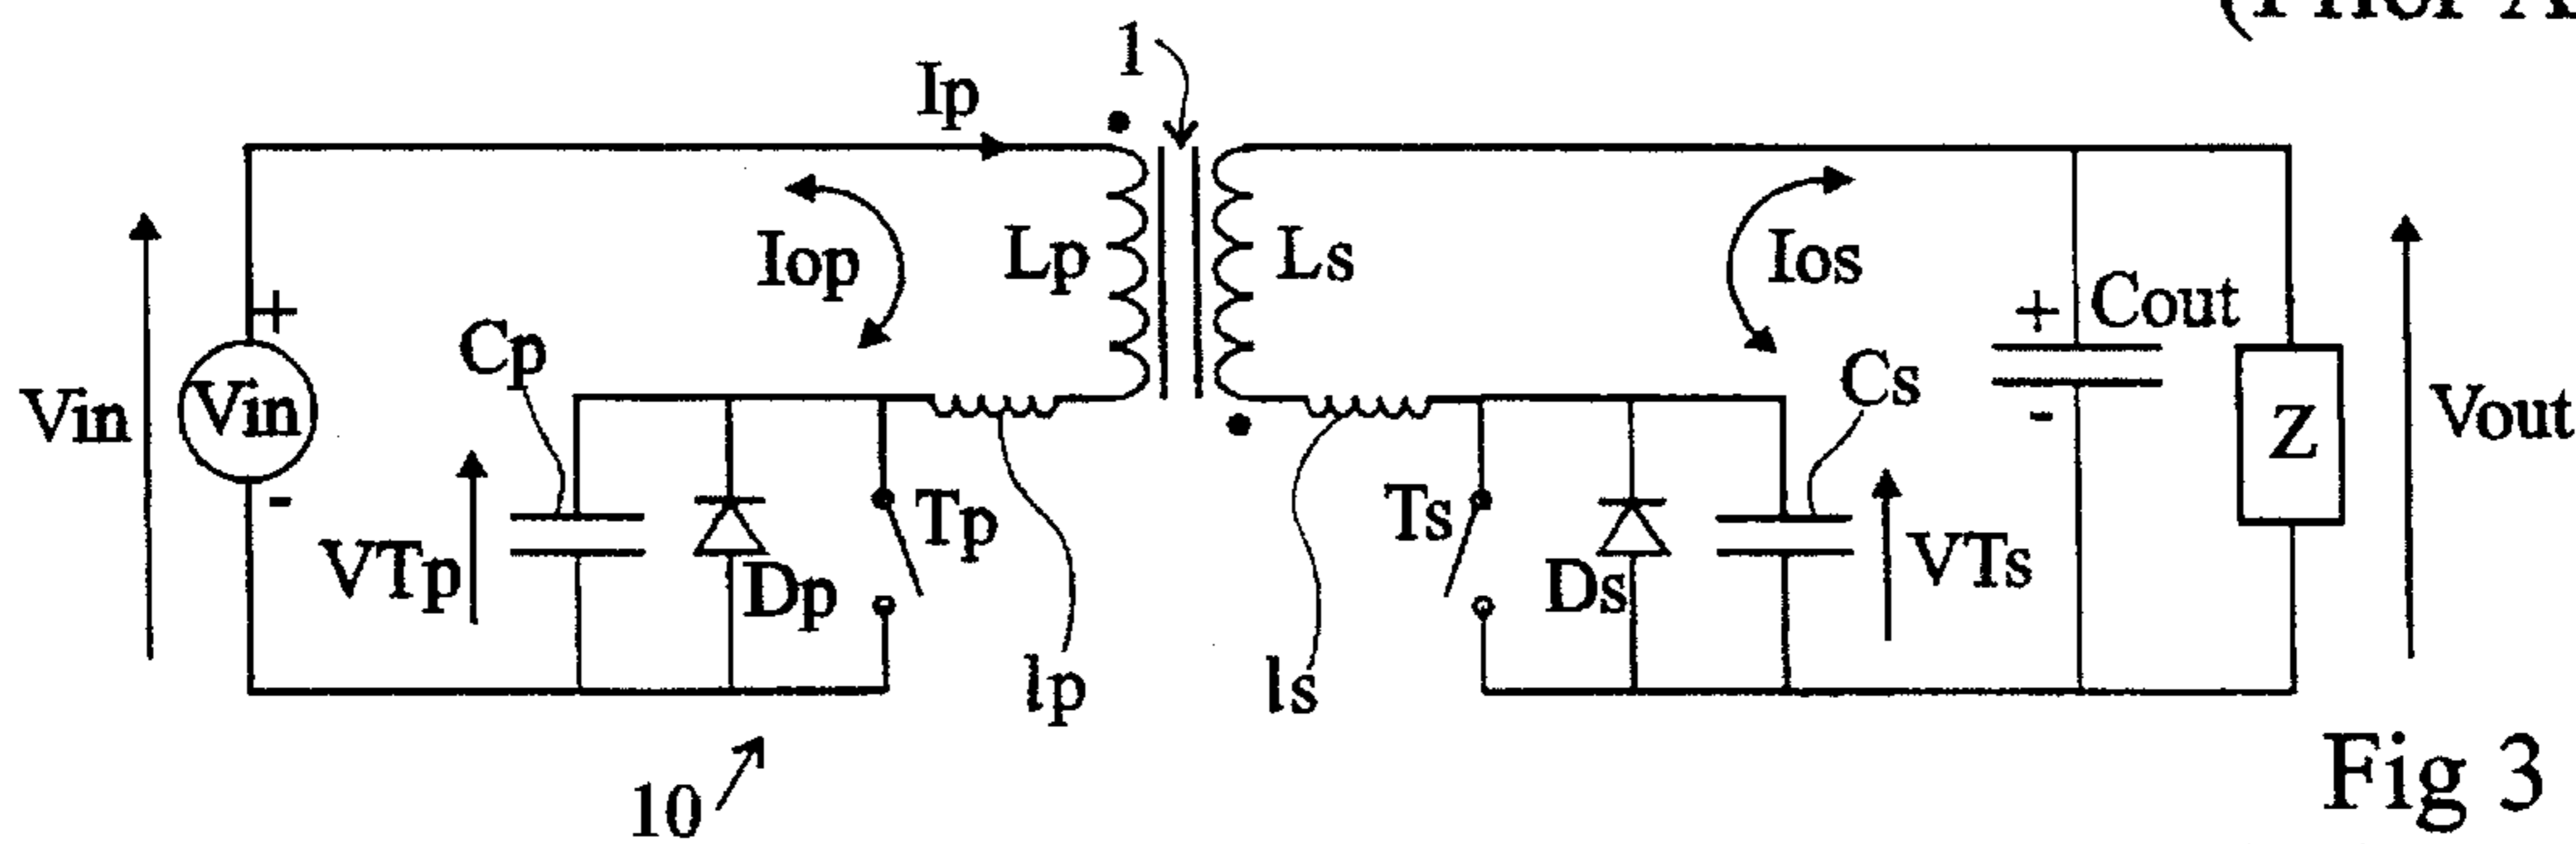 1
Ip
Iop
Lp
Ls
Ios
+
Cp
+
Cout
Cs
Vin
Vin
-
Z
Vout
-
VTp
Dp
Tp
Ts
Ds
VTs
lp
ls
10
Fig 3